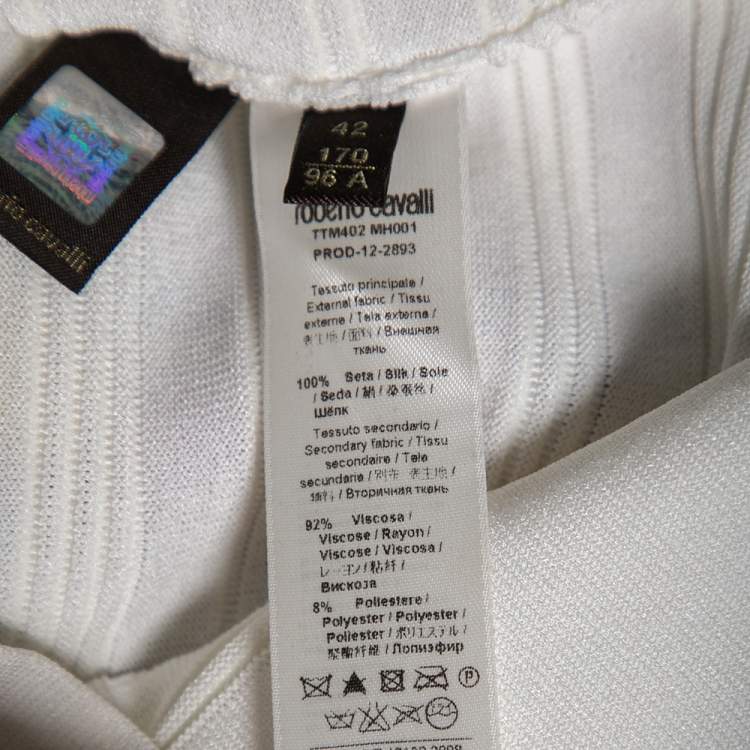 42
170
96 A
roberto cavalli
roberto cavalli
TTM402 MH001
PROD-12-2893
Tessuto principale /
External fabric / Tissu
externe / Tela externa /
表生地 / 面料 / Внешняя
ткань
100% Seta / Silk / Soie
/ Seda / 絹 / 桑蚕丝 /
Шёлк
Tessuto secondario /
Secondary fabric / Tissu
secondaire / Tela
secundaria / 別布 表生地 /
辅料 / Вторичная ткань
92% Viscosa /
Viscose / Rayon /
Viscose / Viscosa /
レーヨン / 粘纤 /
Вискоза
8% Poliestere /
Polyester / Polyester /
Poliester / ポリエステル /
聚酯纤维 / Полиэфир
P